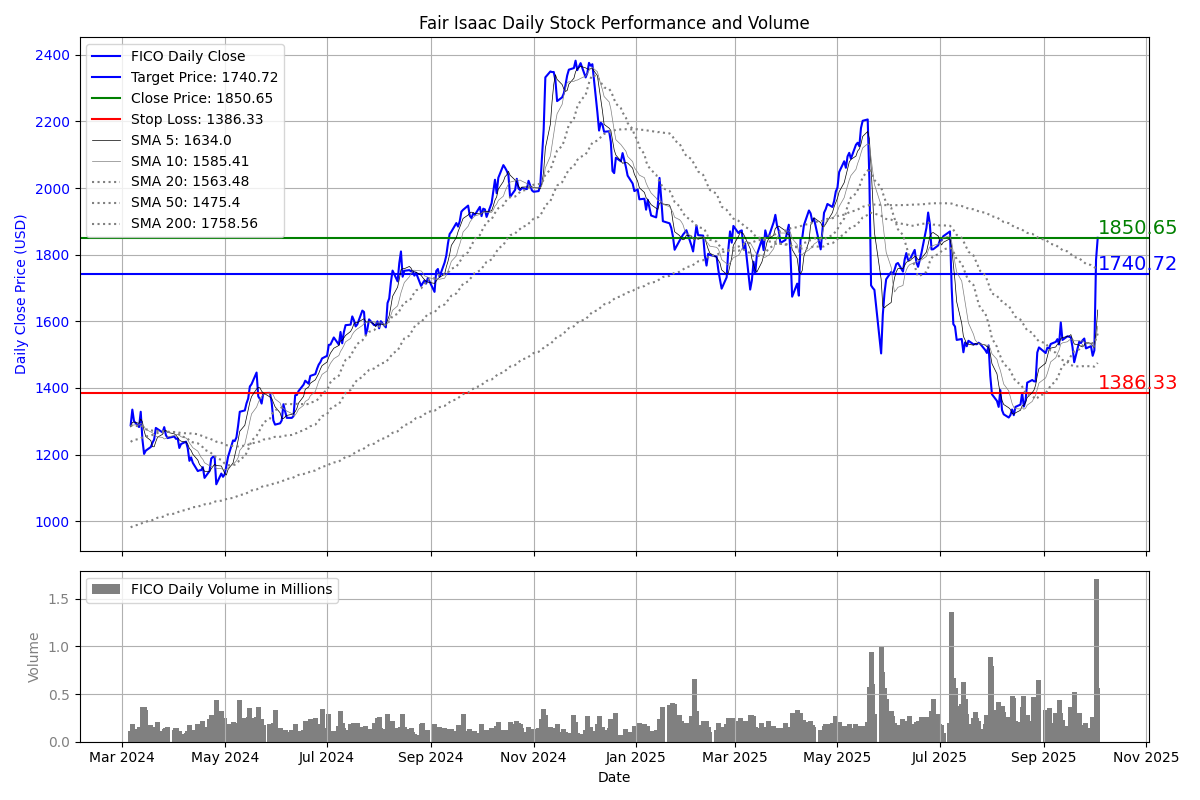 Fair Isaac Daily Stock Performance and Volume
FICO Daily Close
Target Price: 1740.72
Close Price: 1850.65
Stop Loss: 1386.33
SMA 5: 1634.0
SMA 10: 1585.41
SMA 20: 1563.48
SMA 50: 1475.4
SMA 200: 1758.56
Daily Close Price (USD)
2400
2200
2000
1800
1600
1400
1200
1000
1850.65
1740.72
1386.33
FICO Daily Volume in Millions
Volume
1.5
1.0
0.5
0.0
Mar 2024 May 2024 Jul 2024 Sep 2024 Nov 2024 Jan 2025 Mar 2025 May 2025 Jul 2025 Sep 2025 Nov 2025
Date